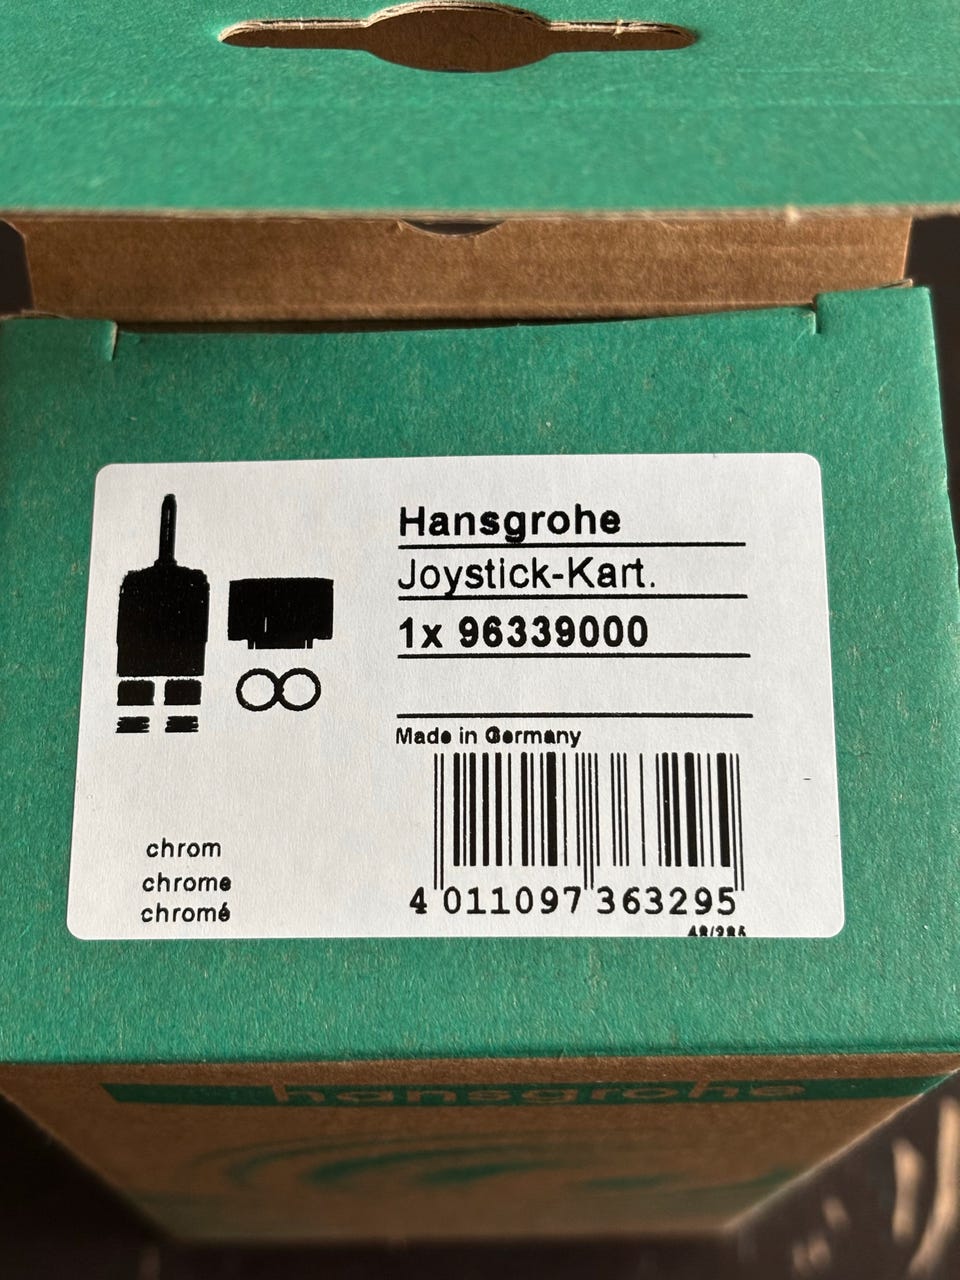 Hansgrohe
Joystick-Kart.
1x 96339000
Made in Germany
chrom
chrome
chromé
4 011097 363295
hansgrohe